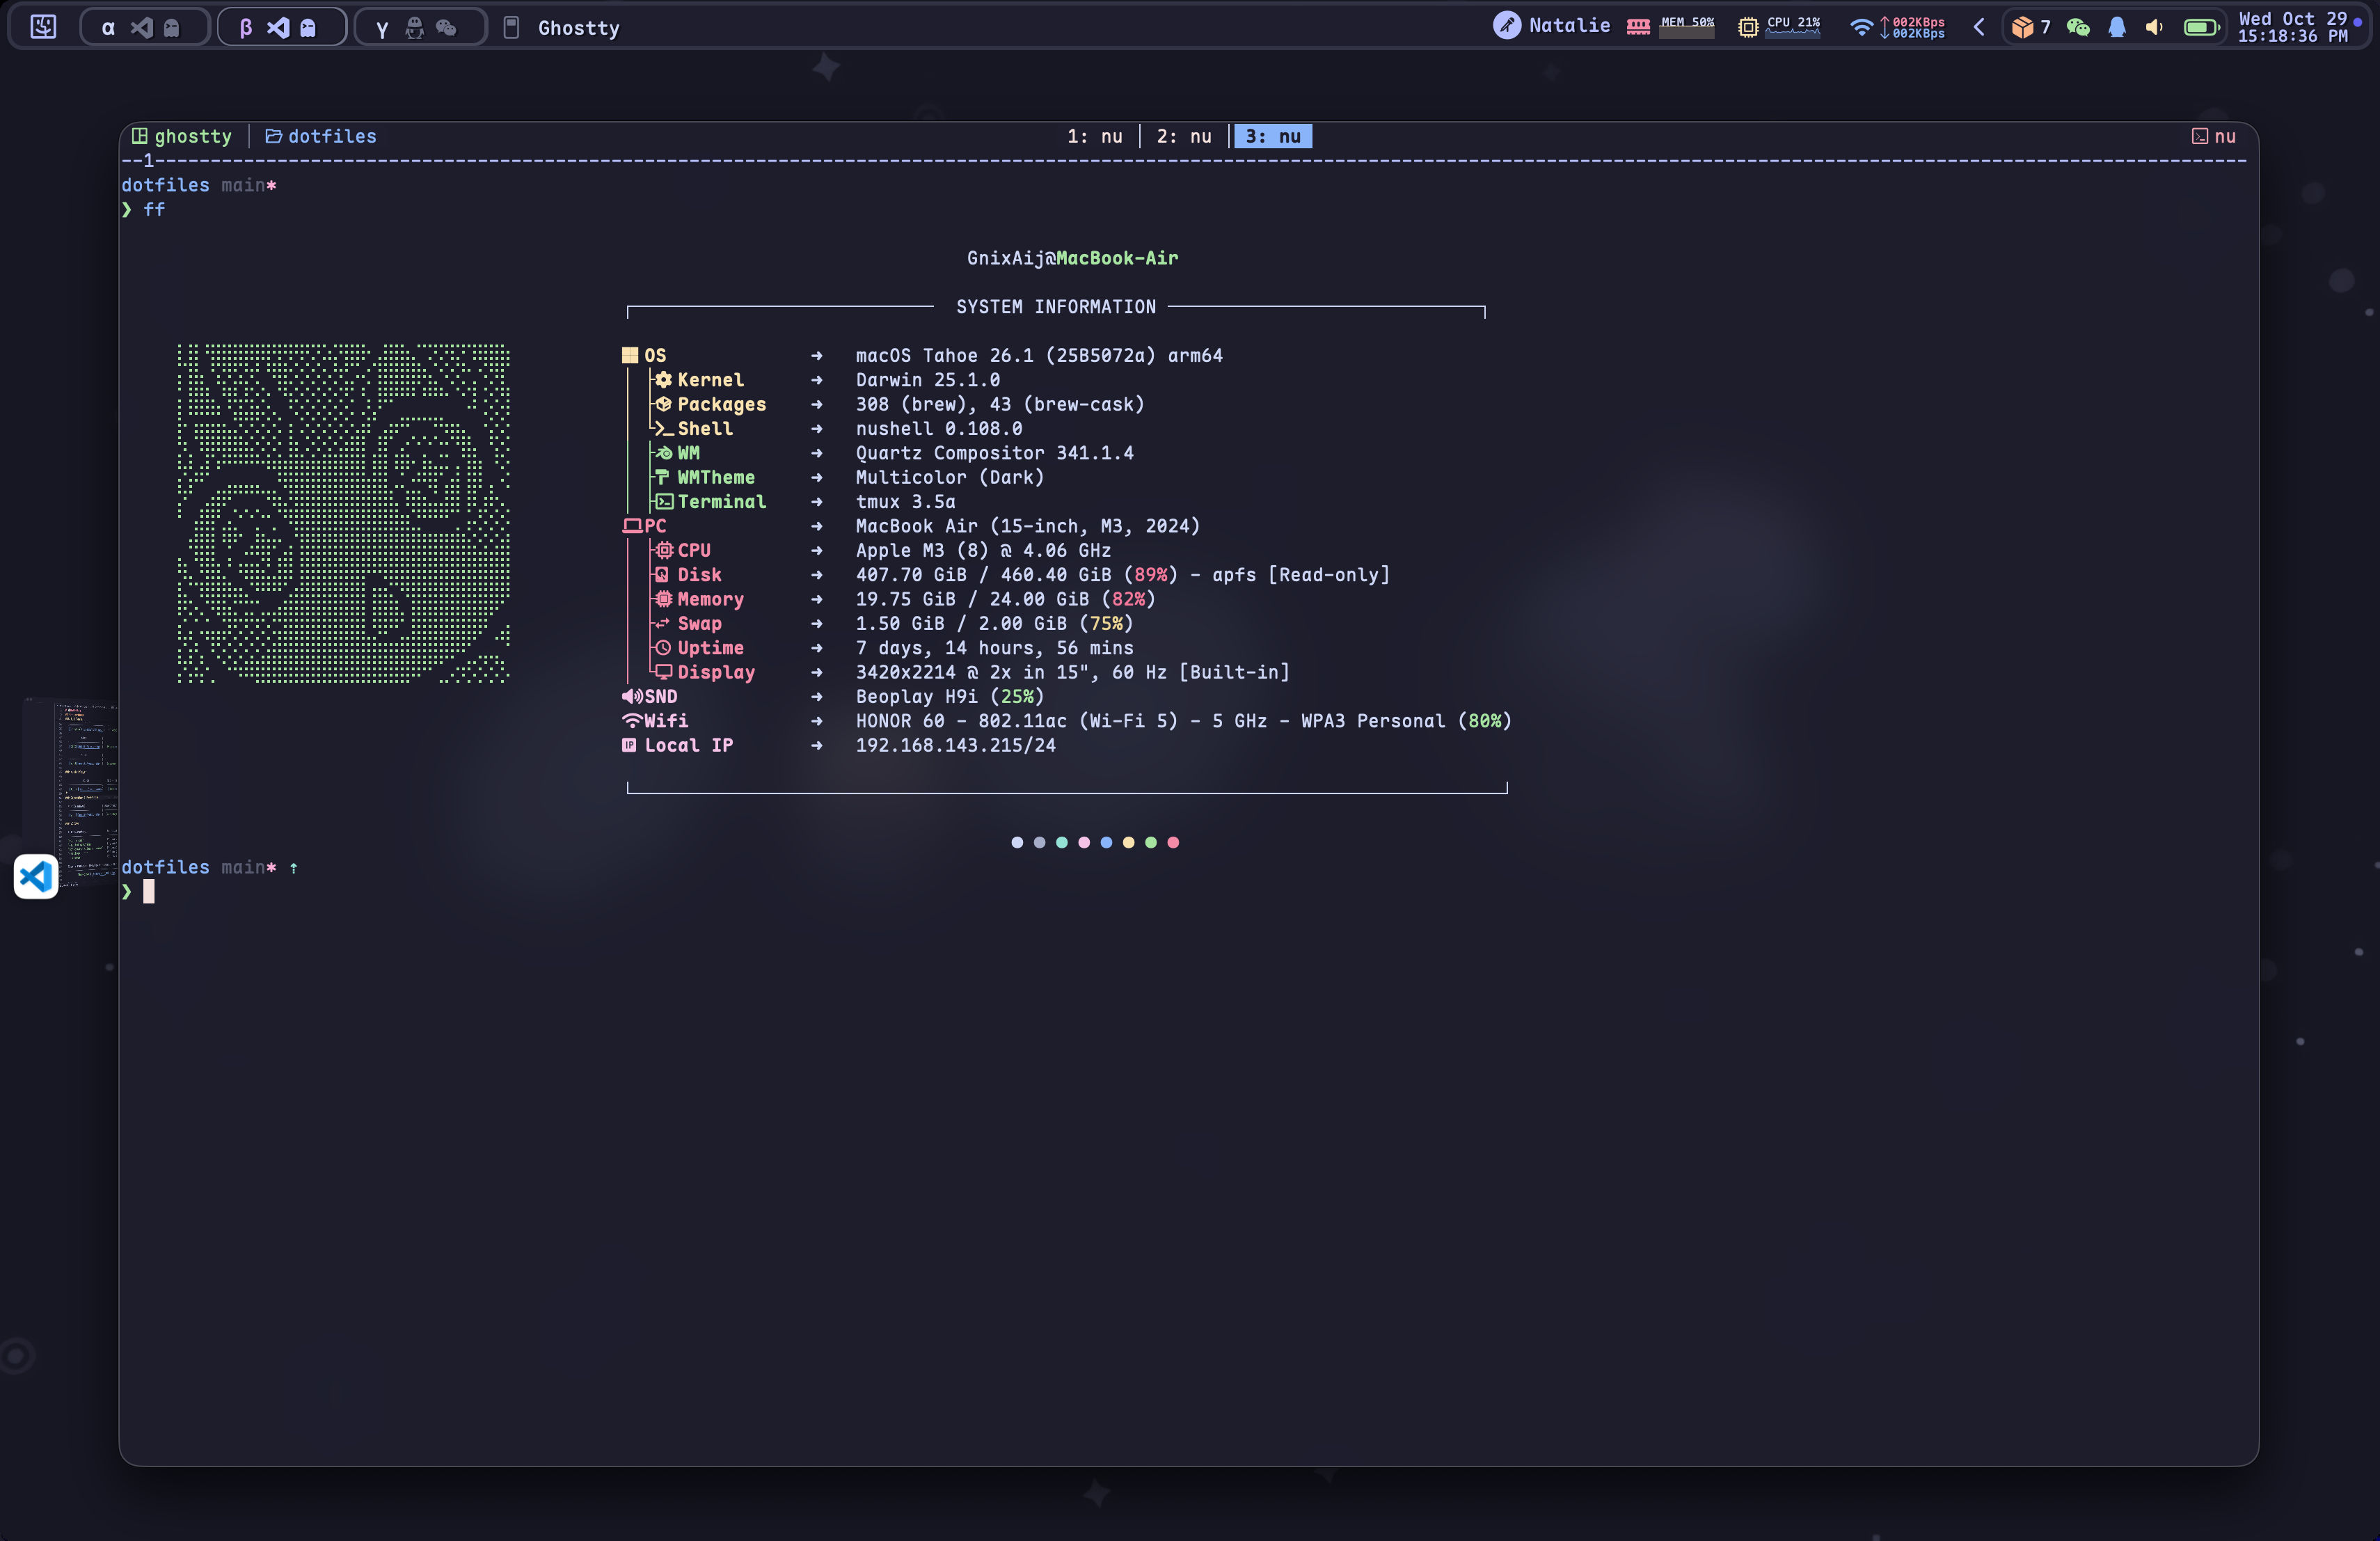 α β γ Ghostty Natalie MEM 50% CPU 21% 002KBps 7 Wed Oct 29
002KBps 15:18:36 PM
ghostty dotfiles 1: nu 2: nu 3: nu nu
--1--
dotfiles main*
❯ ff
GnixAij@MacBook-Air
SYSTEM INFORMATION
OS ➜ macOS Tahoe 26.1 (25B5072a) arm64
Kernel ➜ Darwin 25.1.0
Packages ➜ 308 (brew), 43 (brew-cask)
Shell ➜ nushell 0.108.0
WM ➜ Quartz Compositor 341.1.4
WMTheme ➜ Multicolor (Dark)
Terminal ➜ tmux 3.5a
PC ➜ MacBook Air (15-inch, M3, 2024)
CPU ➜ Apple M3 (8) @ 4.06 GHz
Disk ➜ 407.70 GiB / 460.40 GiB (89%) - apfs [Read-only]
Memory ➜ 19.75 GiB / 24.00 GiB (82%)
Swap ➜ 1.50 GiB / 2.00 GiB (75%)
Uptime ➜ 7 days, 14 hours, 56 mins
Display ➜ 3420x2214 @ 2x in 15", 60 Hz [Built-in]
SND ➜ Beoplay H9i (25%)
Wifi ➜ HONOR 60 - 802.11ac (Wi-Fi 5) - 5 GHz - WPA3 Personal (80%)
IP Local IP ➜ 192.168.143.215/24
dotfiles main* ⇡
❯